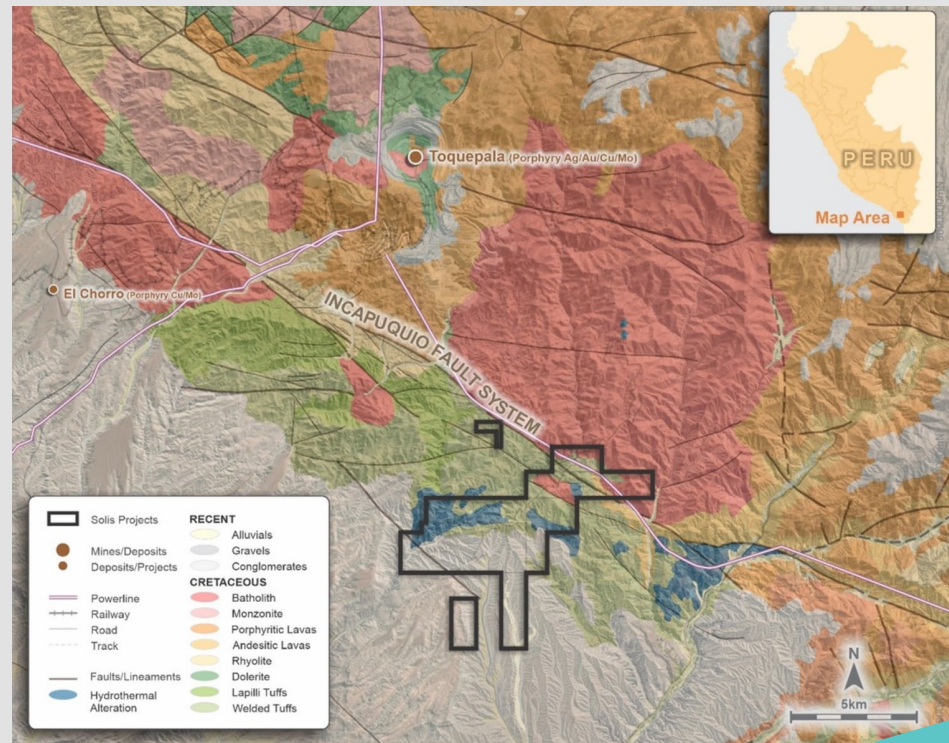 PERU
Map Area
Toquepala (Porphyry Ag/Au/Cu/Mo)
El Chorro (Porphyry Cu/Mo)
INCAPUQUIO FAULT SYSTEM
Solis Projects
Mines/Deposits
Deposits/Projects
Powerline
Railway
Road
Track
Faults/Lineaments
Hydrothermal
Alteration
RECENT
Alluvials
Gravels
Conglomerates
CRETACEOUS
Batholith
Monzonite
Porphyritic Lavas
Andesitic Lavas
Rhyolite
Dolerite
Lapilli Tuffs
Welded Tuffs
N
5km